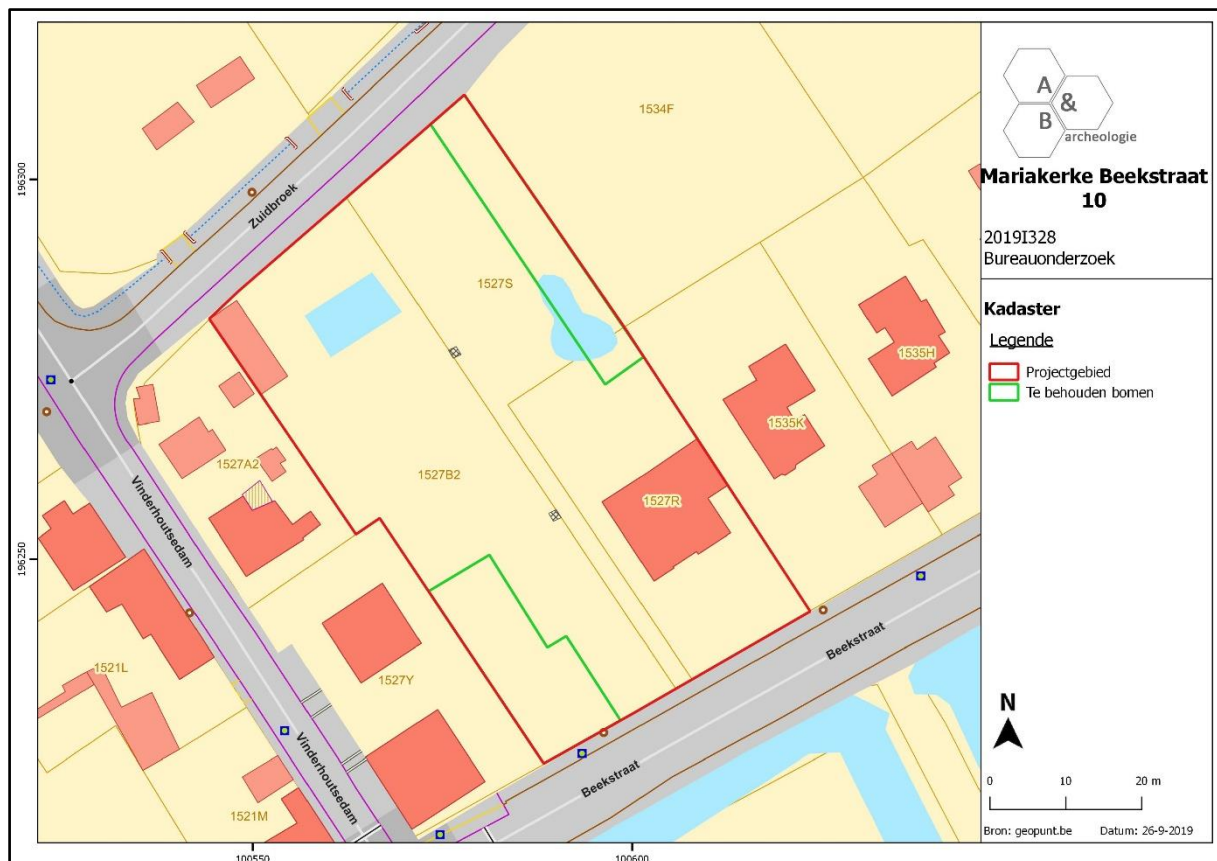 1534F
Zuidbroek
1527S
1535H
1535K
1527A2
1527B2
1527R
Vinderhoutsedam
1521L
1527Y
Beekstraat
Vinderhoutsedam
Beekstraat
1521M
196300
196250
100550
100600
A
&
B
archeologie
Mariakerke Beekstraat
10
2019I328
Bureauonderzoek
Kadaster
Legende
Projectgebied
Te behouden bomen
N
0 10 20 m
Bron: geopunt.be Datum: 26-9-2019